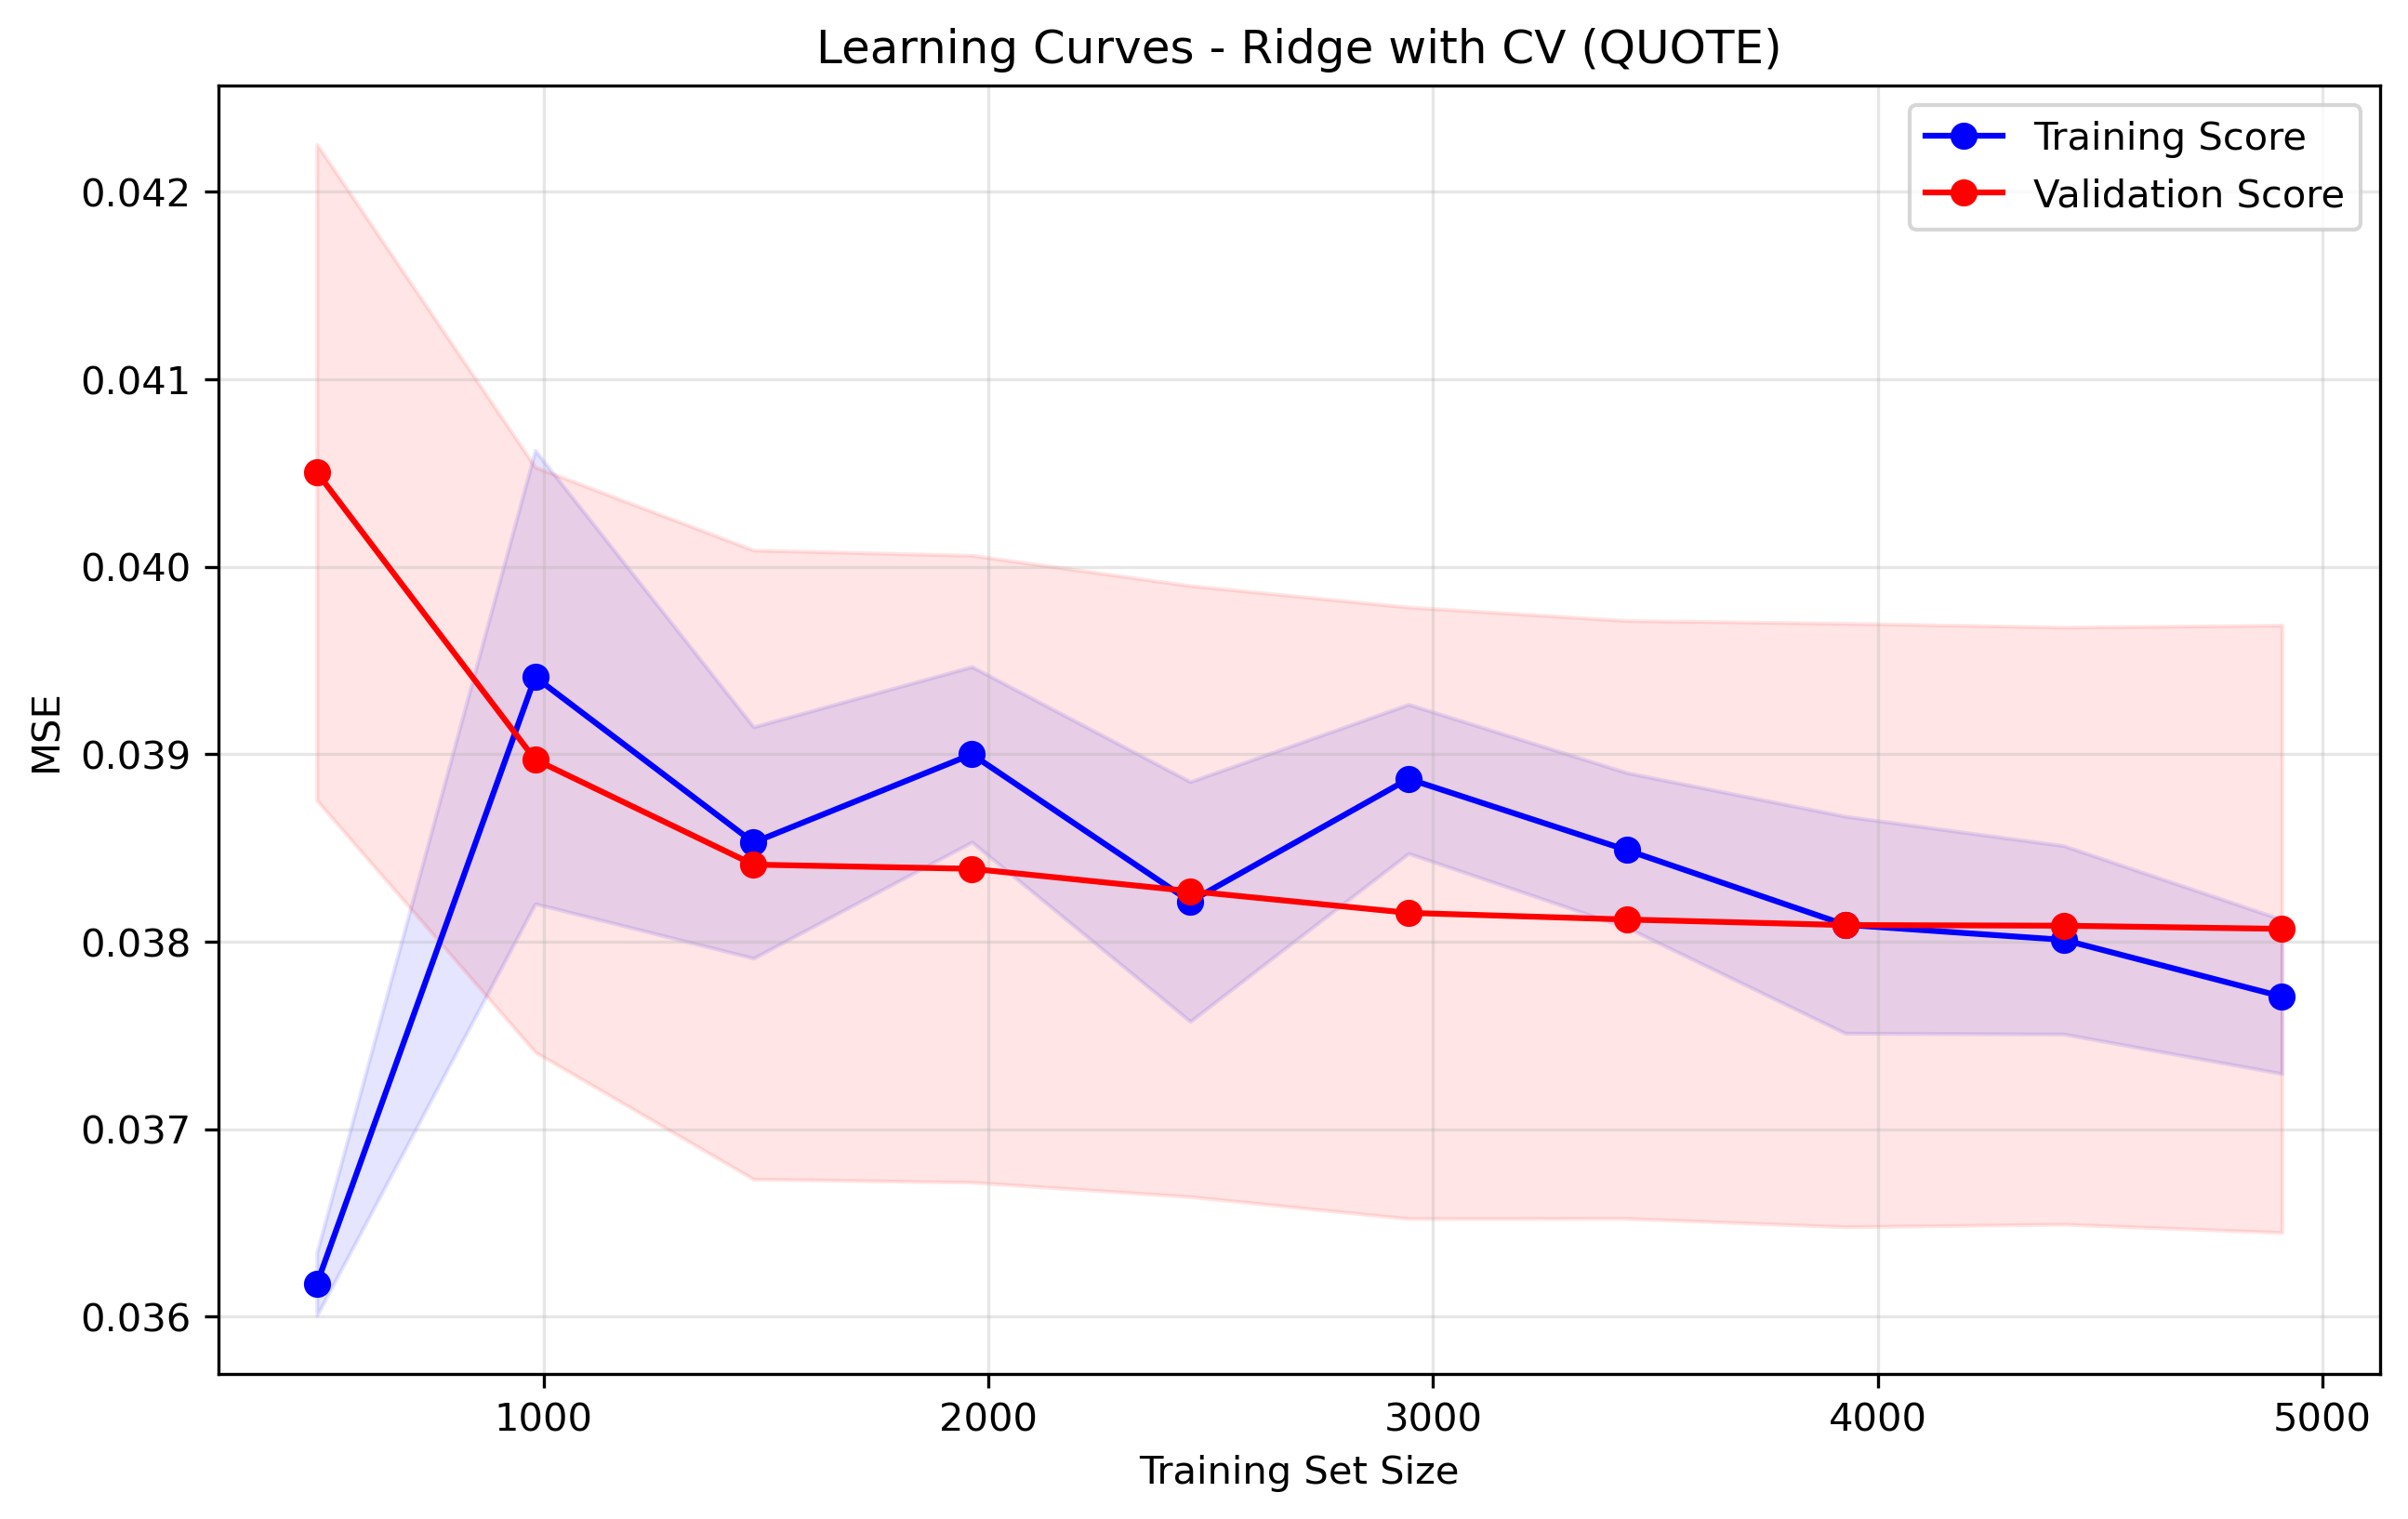 Learning Curves - Ridge with CV (QUOTE)
Training Score
Validation Score
0.042
0.041
0.040
0.039
0.038
0.037
0.036
MSE
1000
2000
3000
4000
5000
Training Set Size